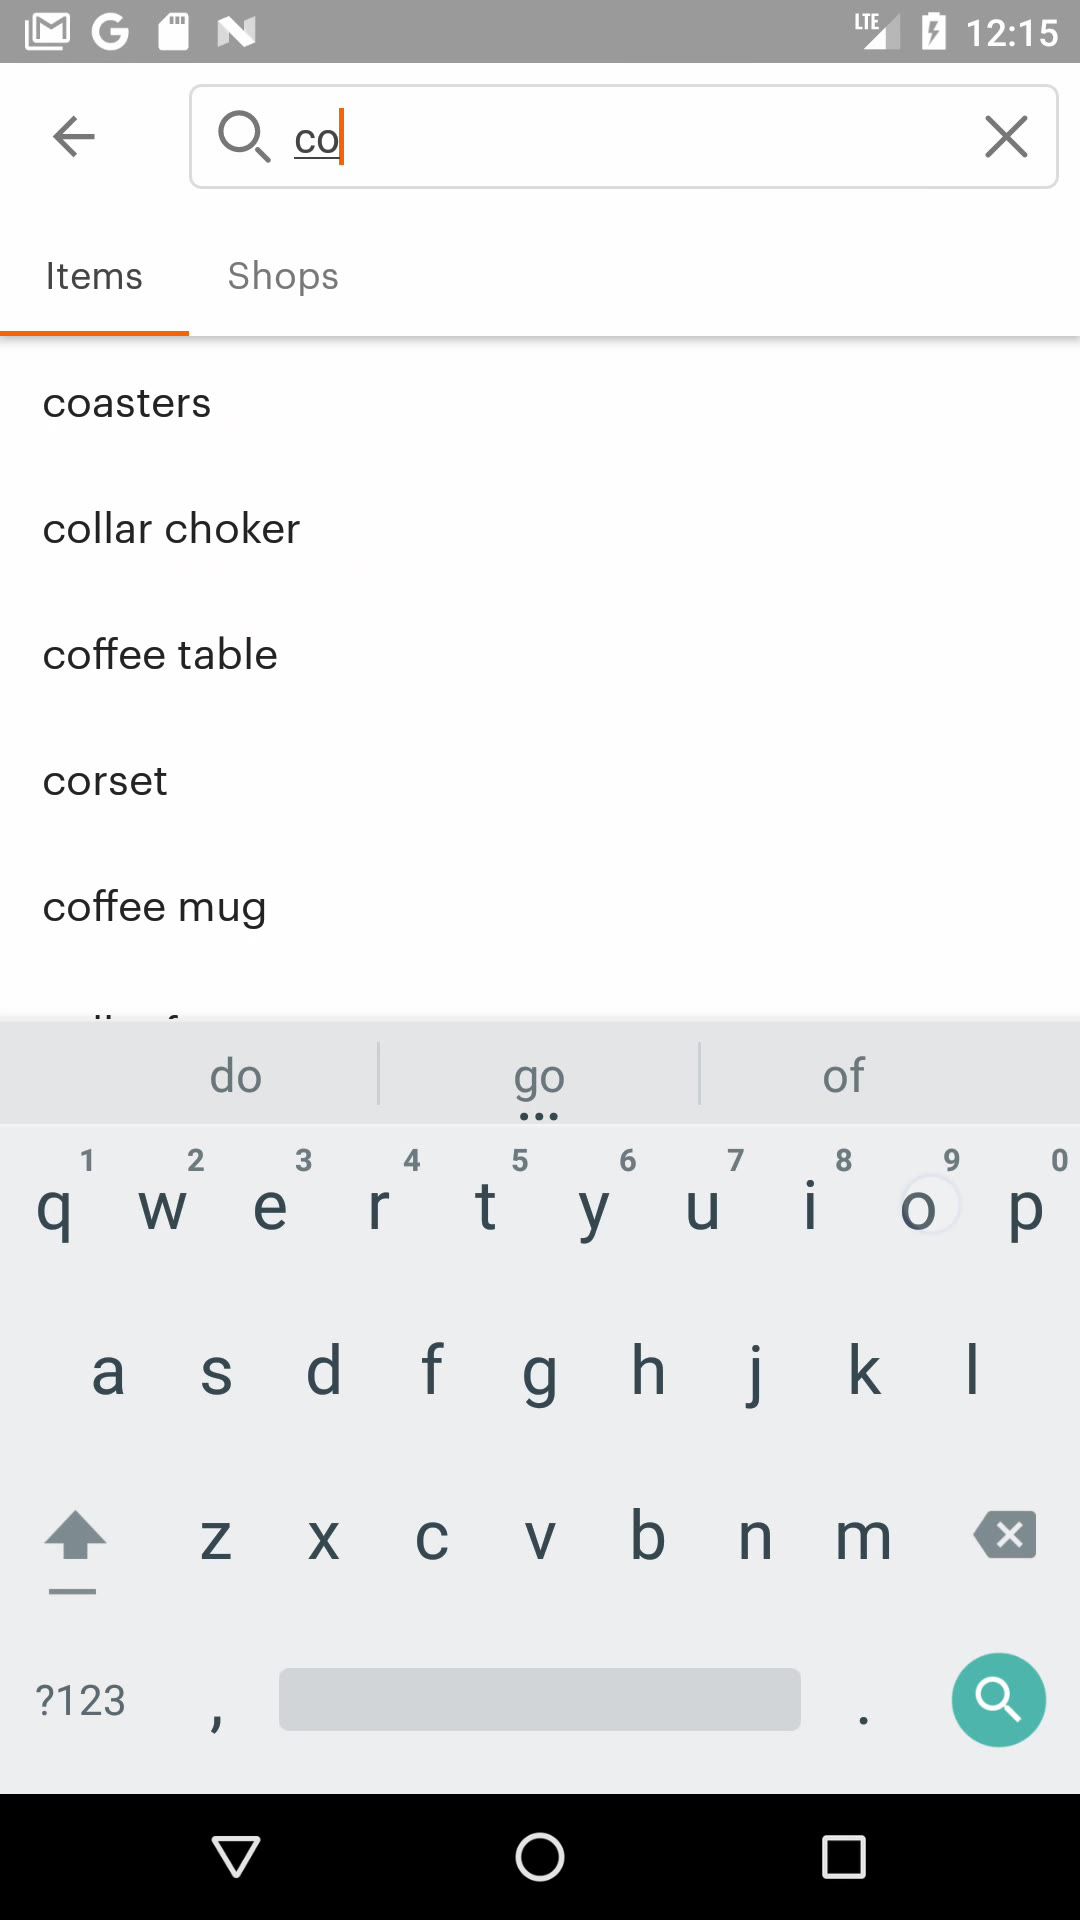 LTE 12:15
co
Items Shops
coasters
collar choker
coffee table
corset
coffee mug
do go of
1 2 3 4 5 6 7 8 9 0
q w e r t y u i o p
a s d f g h j k l
z x c v b n m
?123 , .